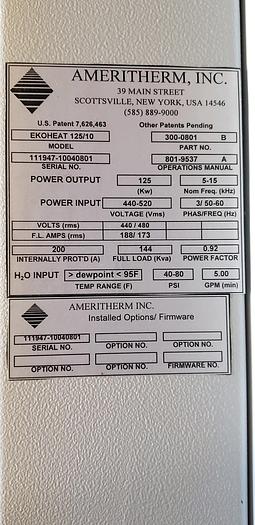 AMERITHERM, INC.
39 MAIN STREET
SCOTTSVILLE, NEW YORK, USA 14546
(585) 889-9000
U.S. Patent 7,626,463 Other Patents Pending
EKOHEAT 125/10 300-0801 B
MODEL PART NO.
111947-10040801 801-9537 A
SERIAL NO. OPERATIONS MANUAL
POWER OUTPUT 125 5-15
(Kw) Nom Freq. (kHz)
POWER INPUT 440-520 3/ 50-60
VOLTAGE (Vms) PHAS/FREQ (Hz)
VOLTS (rms) 440 / 480
F.L. AMPS (rms) 188/ 173
200 144 0.92
INTERNALLY PROT'D (A) FULL LOAD (Kva) POWER FACTOR
H₂O INPUT > dewpoint < 95F 40-80 5.00
TEMP RANGE (F) PSI GPM (min)
AMERITHERM INC.
Installed Options/ Firmware
111947-10040801
SERIAL NO. OPTION NO. OPTION NO.
OPTION NO. OPTION NO. FIRMWARE NO.